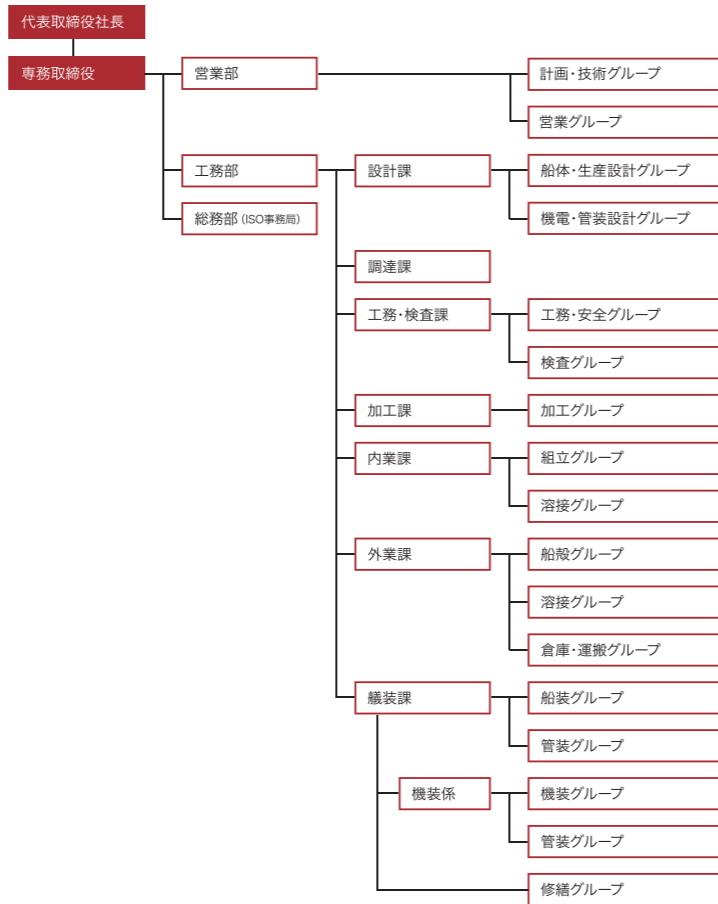 代表取締役社長
専務取締役
営業部
計画・技術グループ
営業グループ
工務部
設計課
船体・生産設計グループ
総務部(ISO事務局)
機電・管装設計グループ
調達課
工務・検査課
工務・安全グループ
検査グループ
加工課
加工グループ
内業課
組立グループ
溶接グループ
外業課
船殻グループ
溶接グループ
倉庫・運搬グループ
艤装課
船装グループ
管装グループ
機装係
機装グループ
管装グループ
修繕グループ